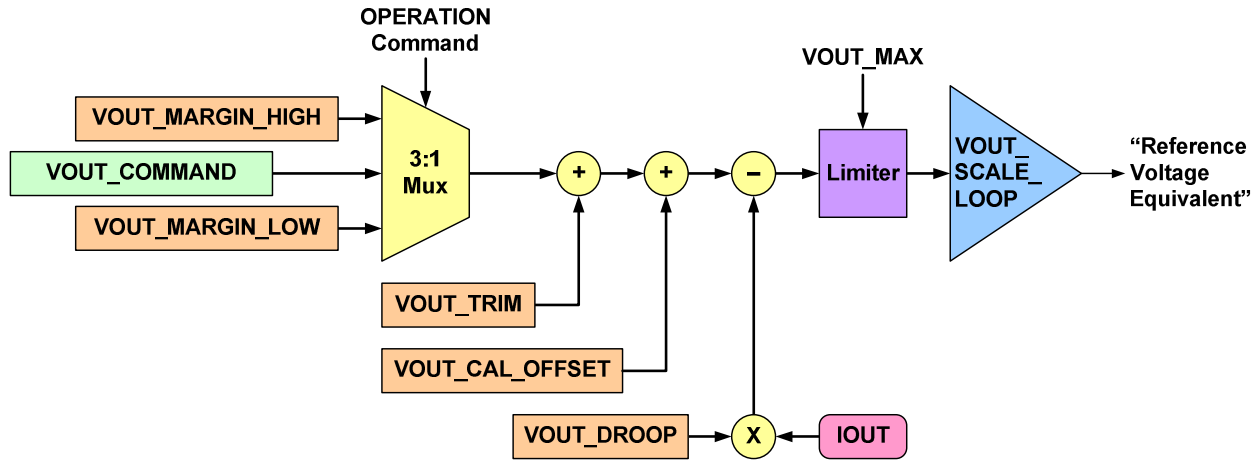 OPERATION
Command
VOUT_MAX
VOUT_MARGIN_HIGH
VOUT_COMMAND
VOUT_MARGIN_LOW
3:1
Mux
+
+
–
Limiter
VOUT_
SCALE_
LOOP
“Reference
Voltage
Equivalent”
VOUT_TRIM
VOUT_CAL_OFFSET
VOUT_DROOP
X
IOUT